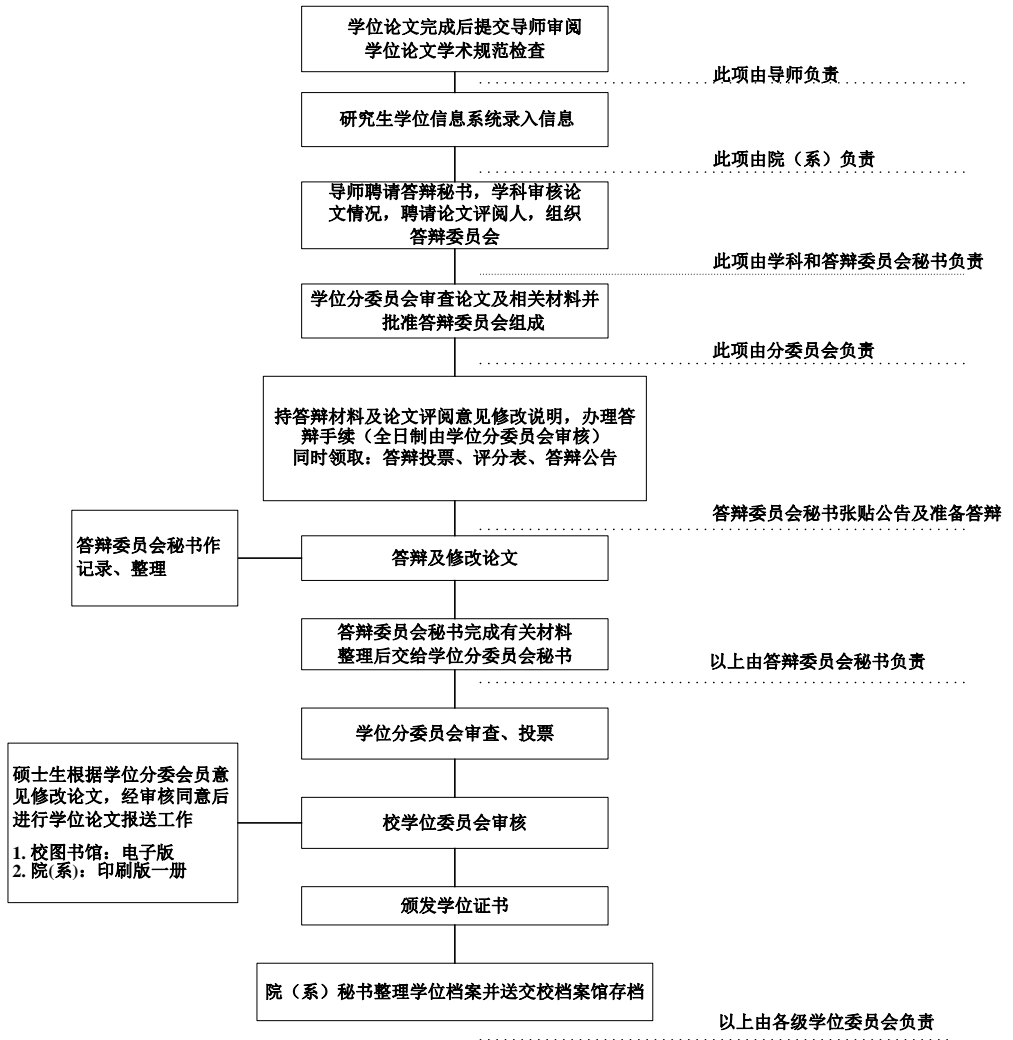 学位论文完成后提交导师审阅
学位论文学术规范检查
此项由导师负责
研究生学位信息系统录入信息
此项由院（系）负责
导师聘请答辩秘书，学科审核论
文情况，聘请论文评阅人，组织
答辩委员会
此项由学科和答辩委员会秘书负责
学位分委员会审查论文及相关材料并
批准答辩委员会组成
此项由分委员会负责
持答辩材料及论文评阅意见修改说明，办理答
辩手续（全日制由学位分委员会审核）
同时领取：答辩投票、评分表、答辩公告
答辩委员会秘书张贴公告及准备答辩
答辩委员会秘书作
记录、整理
答辩及修改论文
答辩委员会秘书完成有关材料
整理后交给学位分委员会秘书
以上由答辩委员会秘书负责
学位分委员会审查、投票
硕士生根据学位分委会员意
见修改论文，经审核同意后
进行学位论文报送工作
1. 校图书馆：电子版
2. 院(系)：印刷版一册
校学位委员会审核
颁发学位证书
院（系）秘书整理学位档案并送交校档案馆存档
以上由各级学位委员会负责